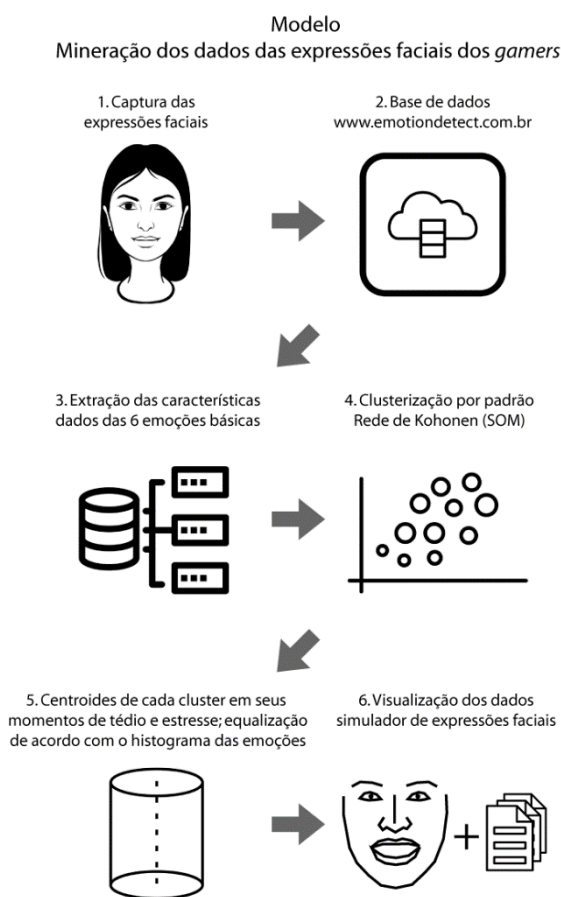 Modelo
Mineração dos dados das expressões faciais dos gamers
1. Captura das
expressões faciais
2. Base de dados
www.emotiondetect.com.br
3. Extração das características
dados das 6 emoções básicas
4. Clusterização por padrão
Rede de Kohonen (SOM)
5. Centroides de cada cluster em seus
momentos de tédio e estresse; equalização
de acordo com o histograma das emoções
6. Visualização dos dados
simulador de expressões faciais